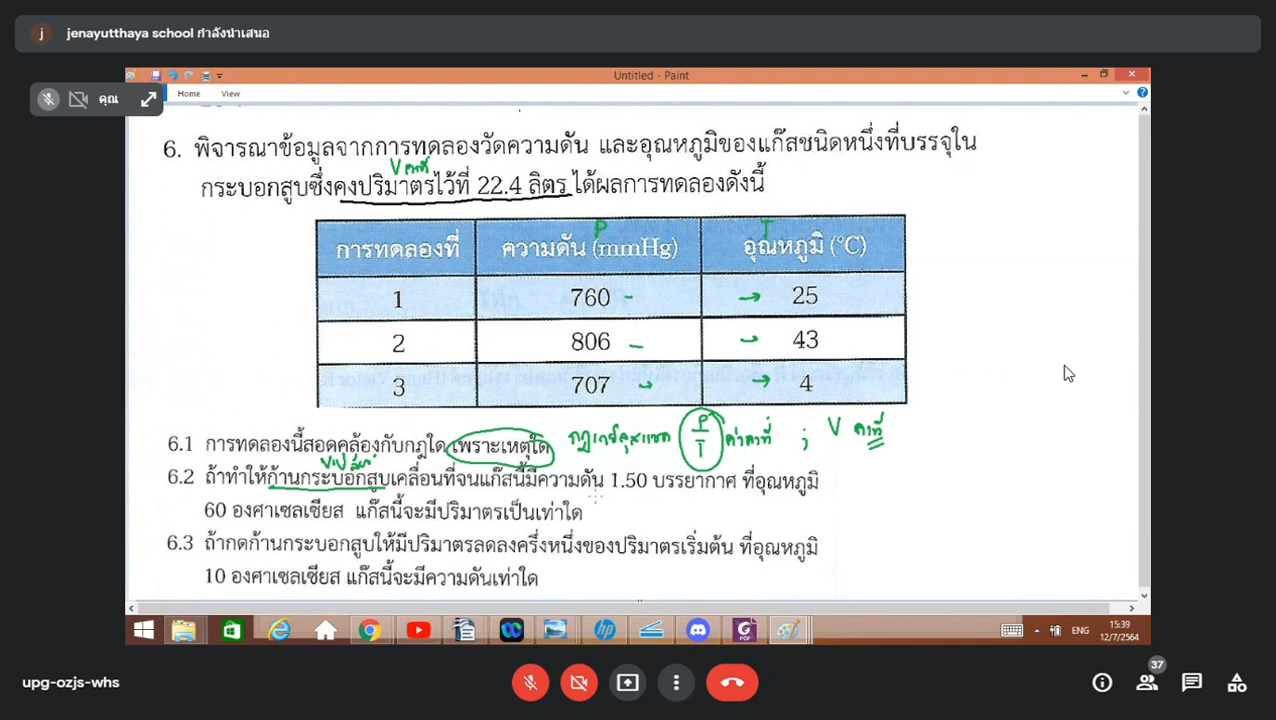 j jenayutthaya school กำลังนำเสนอ
Untitled - Paint
คุณ
Home View
6. พิจารณาข้อมูลจากการทดลองวัดความดัน และอุณหภูมิของแก๊สชนิดหนึ่งที่บรรจุใน
V คงที่
กระบอกสูบซึ่งคงปริมาตรไว้ที่ 22.4 ลิตร ได้ผลการทดลองดังนี้
P T
การทดลองที่ ความดัน (mmHg) อุณหภูมิ (°C)
1 760 25
2 806 43
3 707 4
6.1 การทดลองนี้สอดคล้องกับกฎใด เพราะเหตุใด P/T ค่าคงที่ ; V คงที่
6.2 ถ้าทำให้ก้านกระบอกสูบเคลื่อนที่จนแก๊สนี้มีความดัน 1.50 บรรยากาศ ที่อุณหภูมิ
60 องศาเซลเซียส แก๊สนี้จะมีปริมาตรเป็นเท่าใด
6.3 ถ้ากดก้านกระบอกสูบให้มีปริมาตรลดลงครึ่งหนึ่งของปริมาตรเริ่มต้น ที่อุณหภูมิ
10 องศาเซลเซียส แก๊สนี้จะมีความดันเท่าใด
ENG
15:39
12/7/2564
upg-ozjs-whs
37